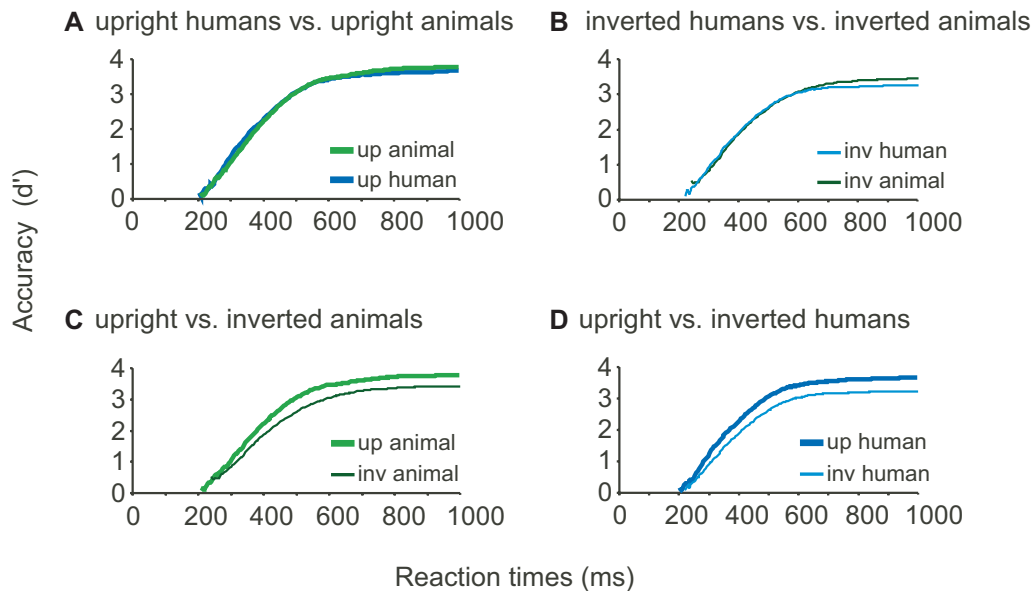 A upright humans vs. upright animals
4
3
2
1
0
up animal
up human
0 200 400 600 800 1000
B inverted humans vs. inverted animals
4
3
2
1
0
inv human
inv animal
0 200 400 600 800 1000
Accuracy (d')
C upright vs. inverted animals
4
3
2
1
0
up animal
inv animal
0 200 400 600 800 1000
D upright vs. inverted humans
4
3
2
1
0
up human
inv human
0 200 400 600 800 1000
Reaction times (ms)